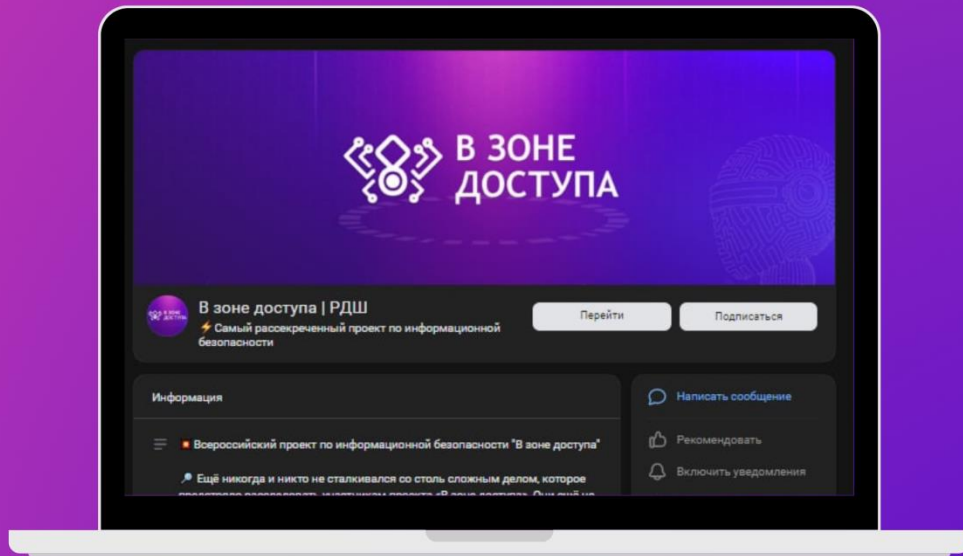 В ЗОНЕ
ДОСТУПА
В зоне доступа | РДШ
⚡ Самый рассекреченный проект по информационной
безопасности
Перейти
Подписаться
Информация
💥 Всероссийский проект по информационной безопасности "В зоне доступа"
🔎 Ещё никогда и никто не сталкивался со столь сложным делом, которое
Написать сообщение
Рекомендовать
Включить уведомления